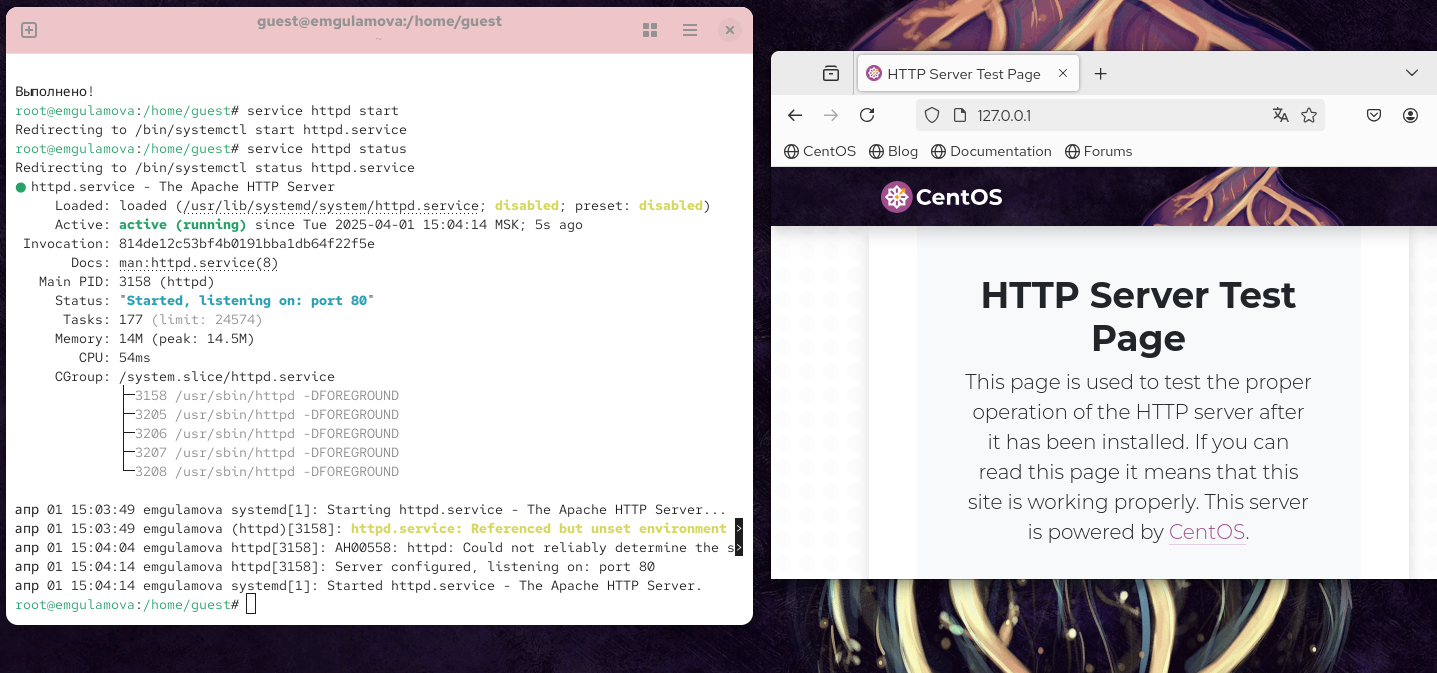 guest@emgulamova:/home/guest
~
Выполнено!
root@emgulamova:/home/guest# service httpd start
Redirecting to /bin/systemctl start httpd.service
root@emgulamova:/home/guest# service httpd status
Redirecting to /bin/systemctl status httpd.service
● httpd.service - The Apache HTTP Server
Loaded: loaded (/usr/lib/systemd/system/httpd.service; disabled; preset: disabled)
Active: active (running) since Tue 2025-04-01 15:04:14 MSK; 5s ago
Invocation: 814de12c53bf4b0191bba1db64f22f5e
Docs: man:httpd.service(8)
Main PID: 3158 (httpd)
Status: "Started, listening on: port 80"
Tasks: 177 (limit: 24574)
Memory: 14M (peak: 14.5M)
CPU: 54ms
CGroup: /system.slice/httpd.service
├─3158 /usr/sbin/httpd -DFOREGROUND
├─3205 /usr/sbin/httpd -DFOREGROUND
├─3206 /usr/sbin/httpd -DFOREGROUND
├─3207 /usr/sbin/httpd -DFOREGROUND
└─3208 /usr/sbin/httpd -DFOREGROUND
апр 01 15:03:49 emgulamova systemd[1]: Starting httpd.service - The Apache HTTP Server...
апр 01 15:03:49 emgulamova (httpd)[3158]: httpd.service: Referenced but unset environment >
апр 01 15:04:04 emgulamova httpd[3158]: AH00558: httpd: Could not reliably determine the s>
апр 01 15:04:14 emgulamova httpd[3158]: Server configured, listening on: port 80
апр 01 15:04:14 emgulamova systemd[1]: Started httpd.service - The Apache HTTP Server.
root@emgulamova:/home/guest#
HTTP Server Test Page
127.0.0.1
CentOS Blog Documentation Forums
CentOS
HTTP Server Test
Page
This page is used to test the proper
operation of the HTTP server after
it has been installed. If you can
read this page it means that this
site is working properly. This server
is powered by CentOS.